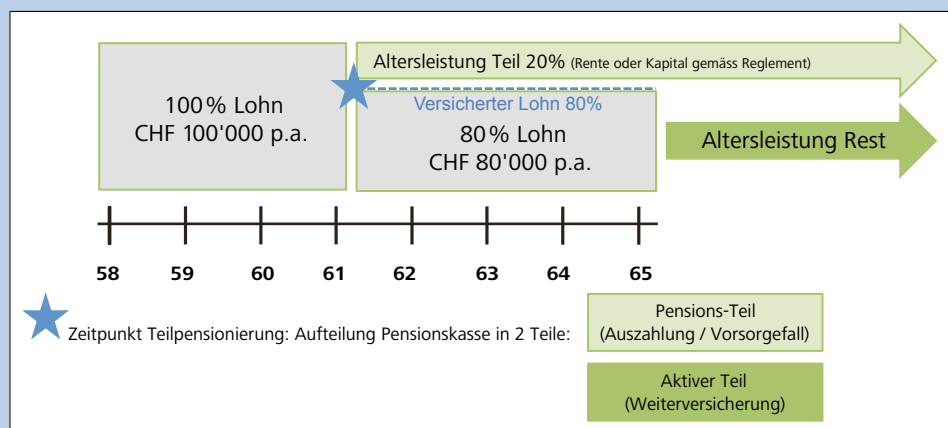 Altersleistung Teil 20% (Rente oder Kapital gemäss Reglement)
100% Lohn
CHF 100'000 p.a.
Versicherter Lohn 80%
80% Lohn
CHF 80'000 p.a.
Altersleistung Rest
58 59 60 61 62 63 64 65
Zeitpunkt Teilpensionierung: Aufteilung Pensionskasse in 2 Teile:
Pensions-Teil
(Auszahlung / Vorsorgefall)
Aktiver Teil
(Weiterversicherung)